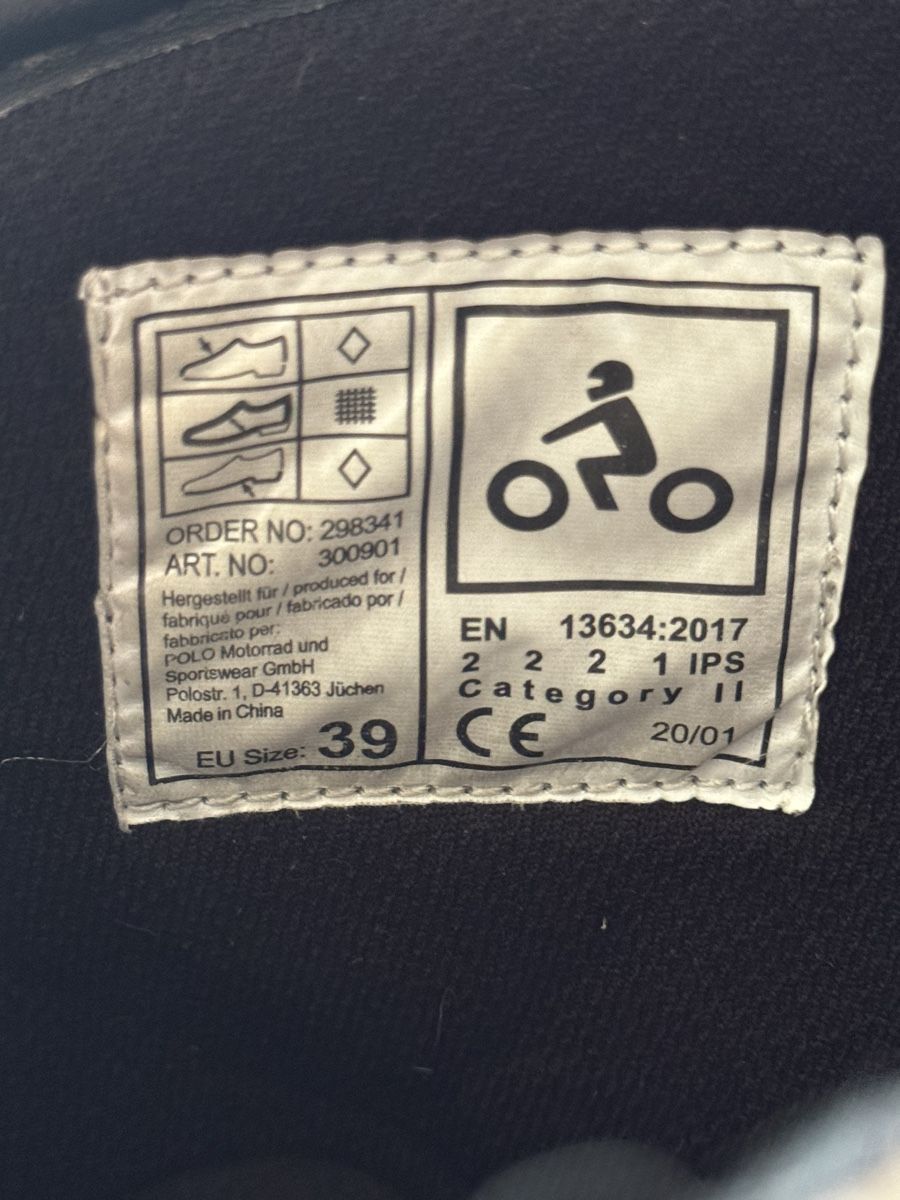 ORDER NO: 298341
ART. NO: 300901
Hergestellt für / produced for /
fabriqué pour / fabricado por /
fabbricato per:
POLO Motorrad und
Sportswear GmbH
Polostr. 1, D-41363 Jüchen
Made in China
EU Size: 39
EN 13634:2017
2 2 2 1 IPS
Category II
CE 20/01